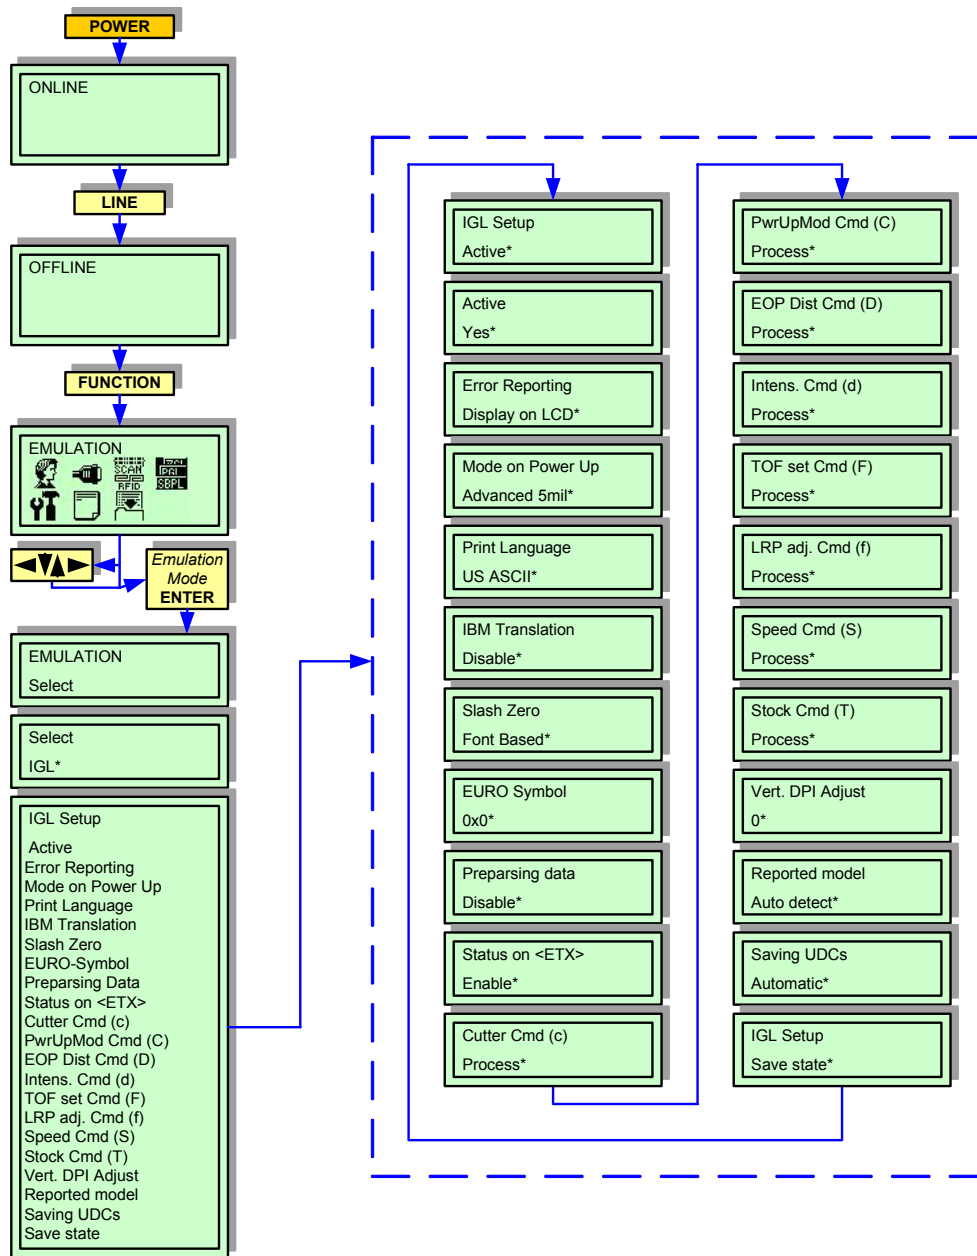 POWER
ONLINE
LINE
OFFLINE
FUNCTION
EMULATION
SCAN
RFID
IPGL
SBPL
Emulation
Mode
ENTER
EMULATION
Select
Select
IGL*
IGL Setup
Active
Error Reporting
Mode on Power Up
Print Language
IBM Translation
Slash Zero
EURO-Symbol
Preparsing Data
Status on <ETX>
Cutter Cmd (c)
PwrUpMod Cmd (C)
EOP Dist Cmd (D)
Intens. Cmd (d)
TOF set Cmd (F)
LRP adj. Cmd (f)
Speed Cmd (S)
Stock Cmd (T)
Vert. DPI Adjust
Reported model
Saving UDCs
Save state
IGL Setup
Active*
Active
Yes*
Error Reporting
Display on LCD*
Mode on Power Up
Advanced 5mil*
Print Language
US ASCII*
IBM Translation
Disable*
Slash Zero
Font Based*
EURO Symbol
0x0*
Preparsing data
Disable*
Status on <ETX>
Enable*
Cutter Cmd (c)
Process*
PwrUpMod Cmd (C)
Process*
EOP Dist Cmd (D)
Process*
Intens. Cmd (d)
Process*
TOF set Cmd (F)
Process*
LRP adj. Cmd (f)
Process*
Speed Cmd (S)
Process*
Stock Cmd (T)
Process*
Vert. DPI Adjust
0*
Reported model
Auto detect*
Saving UDCs
Automatic*
IGL Setup
Save state*